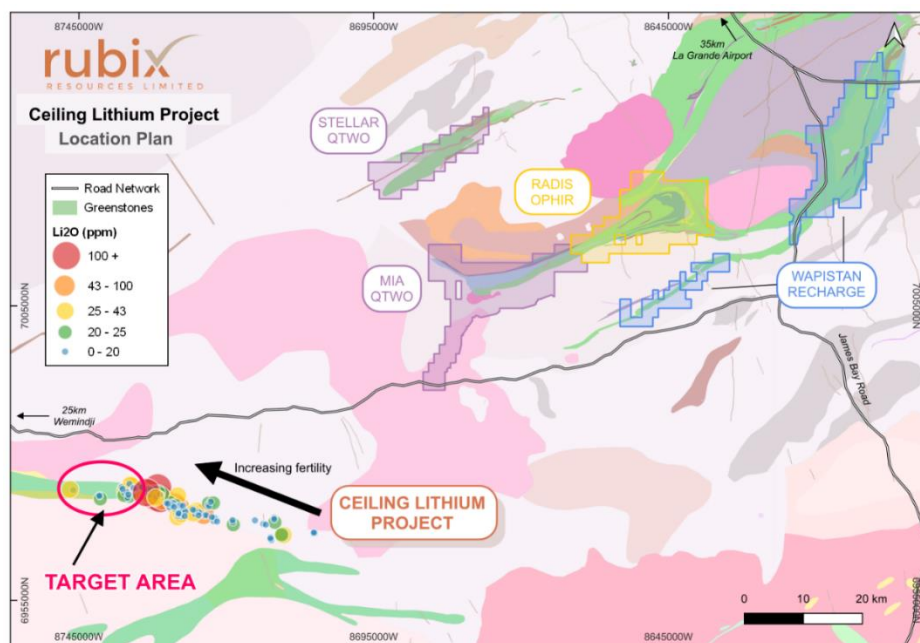 8745000W
8695000W
8645000W
rubix
RESOURCES LIMITED
Ceiling Lithium Project
Location Plan
Road Network
Greenstones
Li2O (ppm)
100 +
43 - 100
25 - 43
20 - 25
0 - 20
STELLAR
QTWO
35km
La Grande Airport
RADIS
OPHIR
MIA
QTWO
WAPISTAN
RECHARGE
7005000N
7005000N
James Bay Road
25km
Wemindji
Increasing fertility
CEILING LITHIUM
PROJECT
TARGET AREA
6955000N
6955000N
0 10 20 km
8745000W
8695000W
8645000W